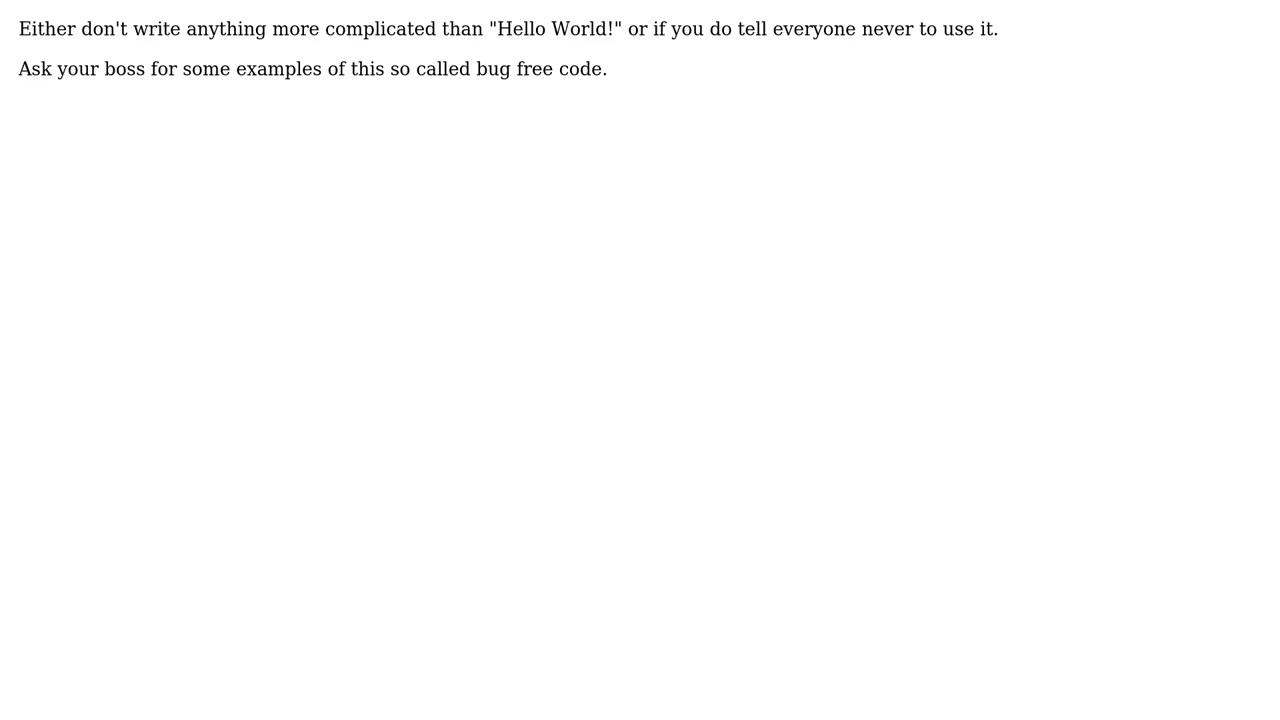 Either don't write anything more complicated than "Hello World!" or if you do tell everyone never to use it.
Ask your boss for some examples of this so called bug free code.